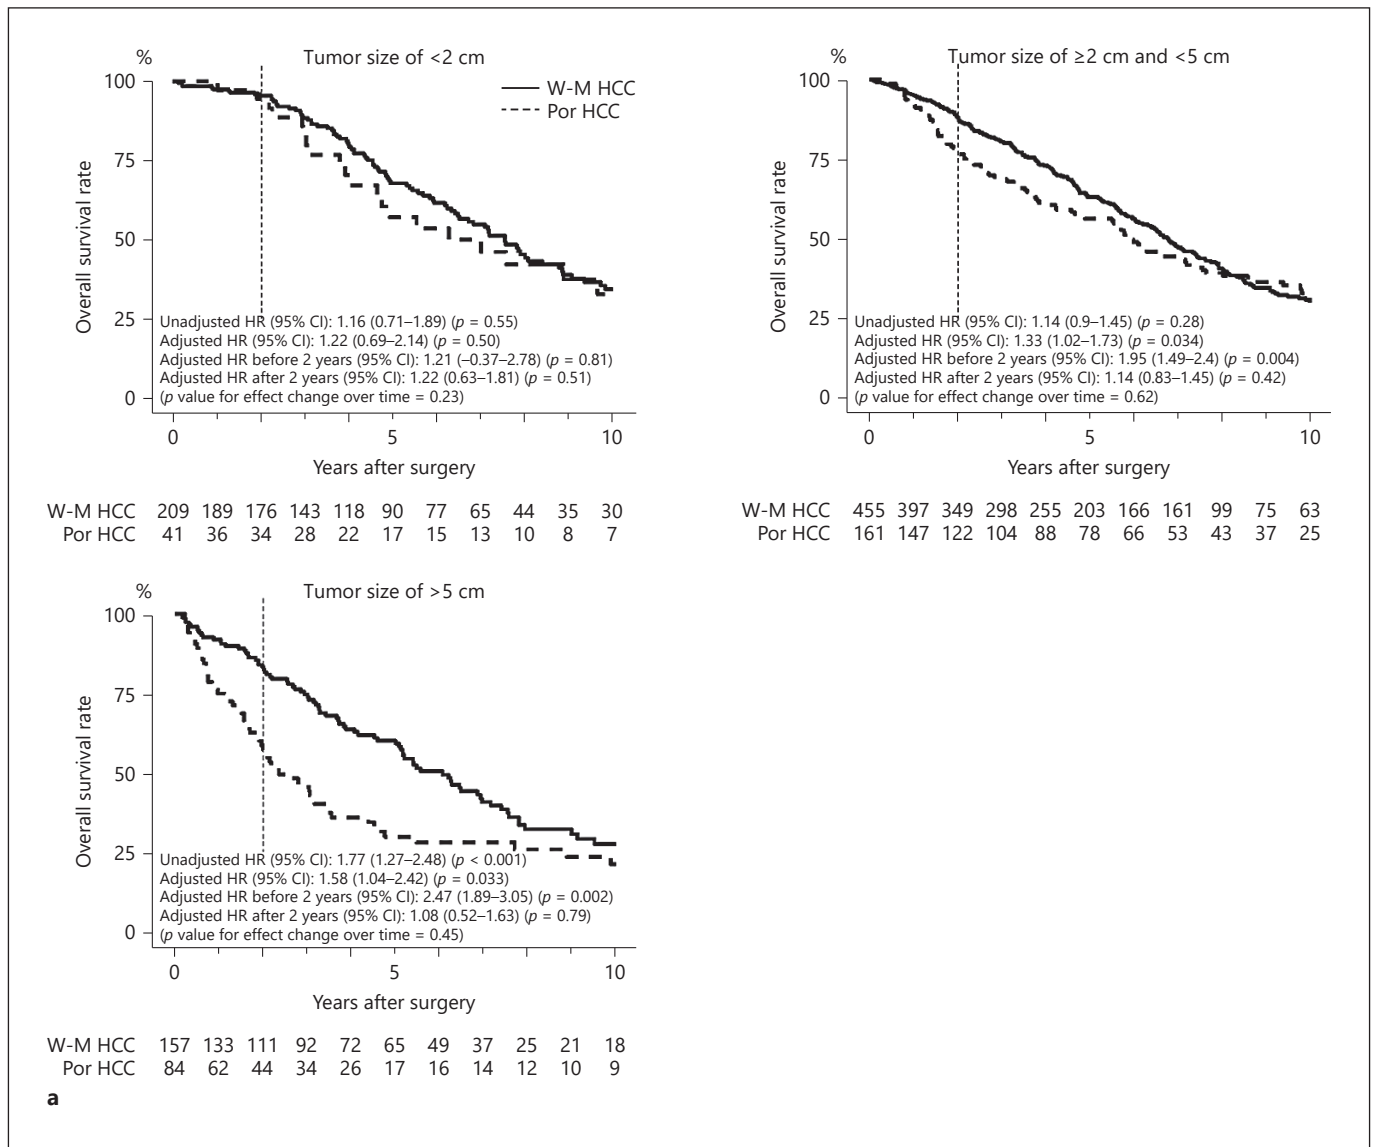 %
Tumor size of <2 cm
100
75
50
25
0
Overall survival rate
W-M HCC
Por HCC
Unadjusted HR (95% CI): 1.16 (0.71–1.89) (p = 0.55)
Adjusted HR (95% CI): 1.22 (0.69–2.14) (p = 0.50)
Adjusted HR before 2 years (95% CI): 1.21 (–0.37–2.78) (p = 0.81)
Adjusted HR after 2 years (95% CI): 1.22 (0.63–1.81) (p = 0.51)
(p value for effect change over time = 0.23)
0 5 10
Years after surgery
W-M HCC 209 189 176 143 118 90 77 65 44 35 30
Por HCC 41 36 34 28 22 17 15 13 10 8 7
%
Tumor size of ≥2 cm and <5 cm
100
75
50
25
0
Overall survival rate
Unadjusted HR (95% CI): 1.14 (0.9–1.45) (p = 0.28)
Adjusted HR (95% CI): 1.33 (1.02–1.73) (p = 0.034)
Adjusted HR before 2 years (95% CI): 1.95 (1.49–2.4) (p = 0.004)
Adjusted HR after 2 years (95% CI): 1.14 (0.83–1.45) (p = 0.42)
(p value for effect change over time = 0.62)
0 5 10
Years after surgery
W-M HCC 455 397 349 298 255 203 166 161 99 75 63
Por HCC 161 147 122 104 88 78 66 53 43 37 25
%
Tumor size of >5 cm
100
75
50
25
0
Overall survival rate
Unadjusted HR (95% CI): 1.77 (1.27–2.48) (p < 0.001)
Adjusted HR (95% CI): 1.58 (1.04–2.42) (p = 0.033)
Adjusted HR before 2 years (95% CI): 2.47 (1.89–3.05) (p = 0.002)
Adjusted HR after 2 years (95% CI): 1.08 (0.52–1.63) (p = 0.79)
(p value for effect change over time = 0.45)
0 5 10
Years after surgery
W-M HCC 157 133 111 92 72 65 49 37 25 21 18
Por HCC 84 62 44 34 26 17 16 14 12 10 9
a